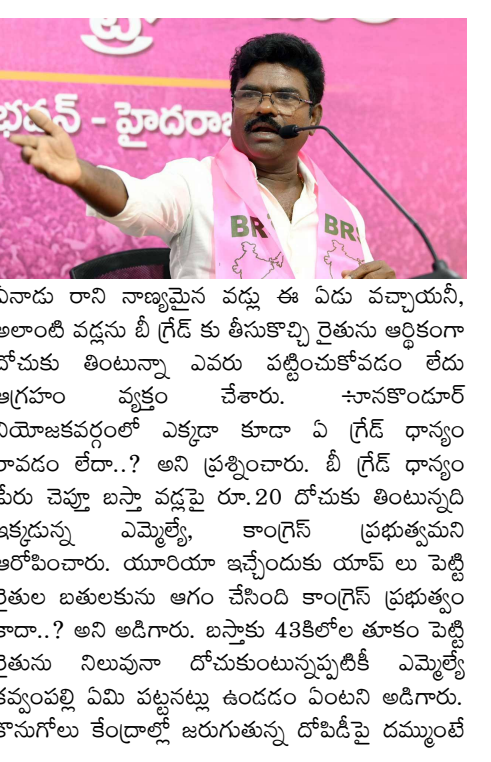 భవన్ - హైదరా
BR
BRS
ఏనాడు రాని నాణ్యమైన వడ్లు ఈ ఏడు వచ్చాయనీ,
అలాంటి వడ్లను బీ గ్రేడ్ కు తీసుకొచ్చి రైతును ఆర్థికంగా
దోచుకు తింటున్నా ఎవరు పట్టించుకోవడం లేదు
ఆగ్రహం వ్యక్తం చేశారు. ఃానకొండూర్
నియోజకవర్గంలో ఎక్కడా కూడా ఏ గ్రేడ్ ధాన్యం
రావడం లేదా..? అని ప్రశ్నించారు. బీ గ్రేడ్ ధాన్యం
పేరు చెప్తూ బస్తా వడ్లపై రూ.20 దోచుకు తింటున్నది
ఇక్కడున్న ఎమ్మెల్యే, కాంగ్రెస్ ప్రభుత్వమని
ఆరోపించారు. యూరియా ఇచ్చేందుకు యాప్ లు పెట్టి
రైతుల బతులకును ఆగం చేసింది కాంగ్రెస్ ప్రభుత్వం
కాదా..? అని అడిగారు. బస్తాకు 43కిలోల తూకం పెట్టి
రైతును నిలువునా దోచుకుంటున్నప్పటికీ ఎమ్మెల్యే
కవ్వంపల్లి ఏమి పట్టనట్లు ఉండడం ఏంటని అడిగారు.
కొనుగోలు కేంద్రాల్లో జరుగుతున్న దోపిడీపై దమ్ముంటే